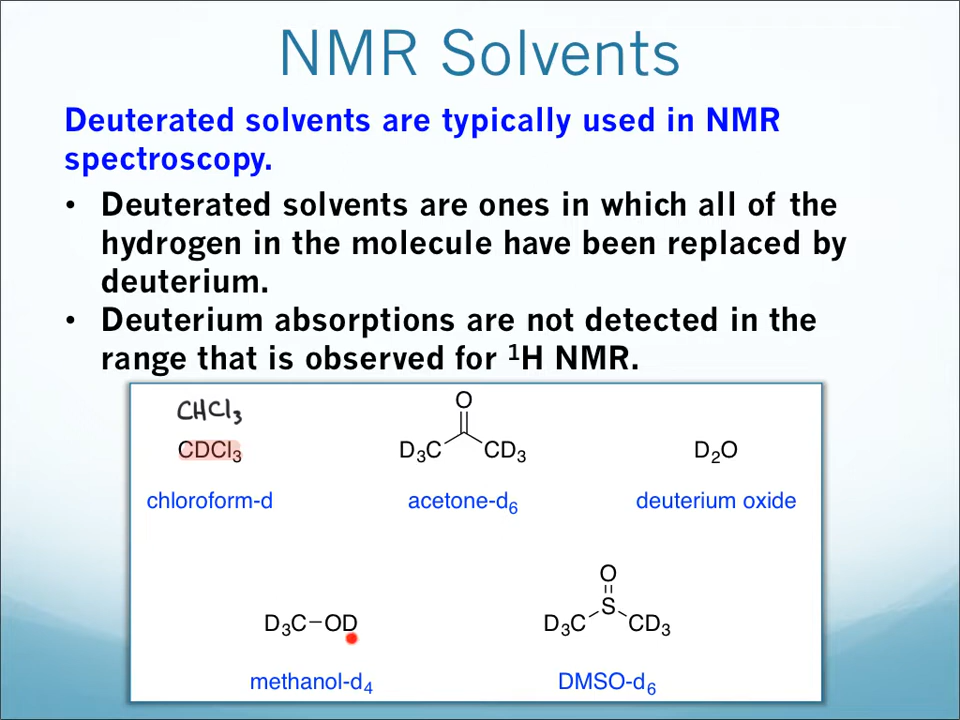 NMR Solvents
Deuterated solvents are typically used in NMR
spectroscopy.
• Deuterated solvents are ones in which all of the
hydrogen in the molecule have been replaced by
deuterium.
• Deuterium absorptions are not detected in the
range that is observed for ¹H NMR.
CHCl₃
O
CDCl₃ D₃C CD₃ D₂O
chloroform-d acetone-d₆ deuterium oxide
O
S
D₃C–OD D₃C CD₃
methanol-d₄ DMSO-d₆